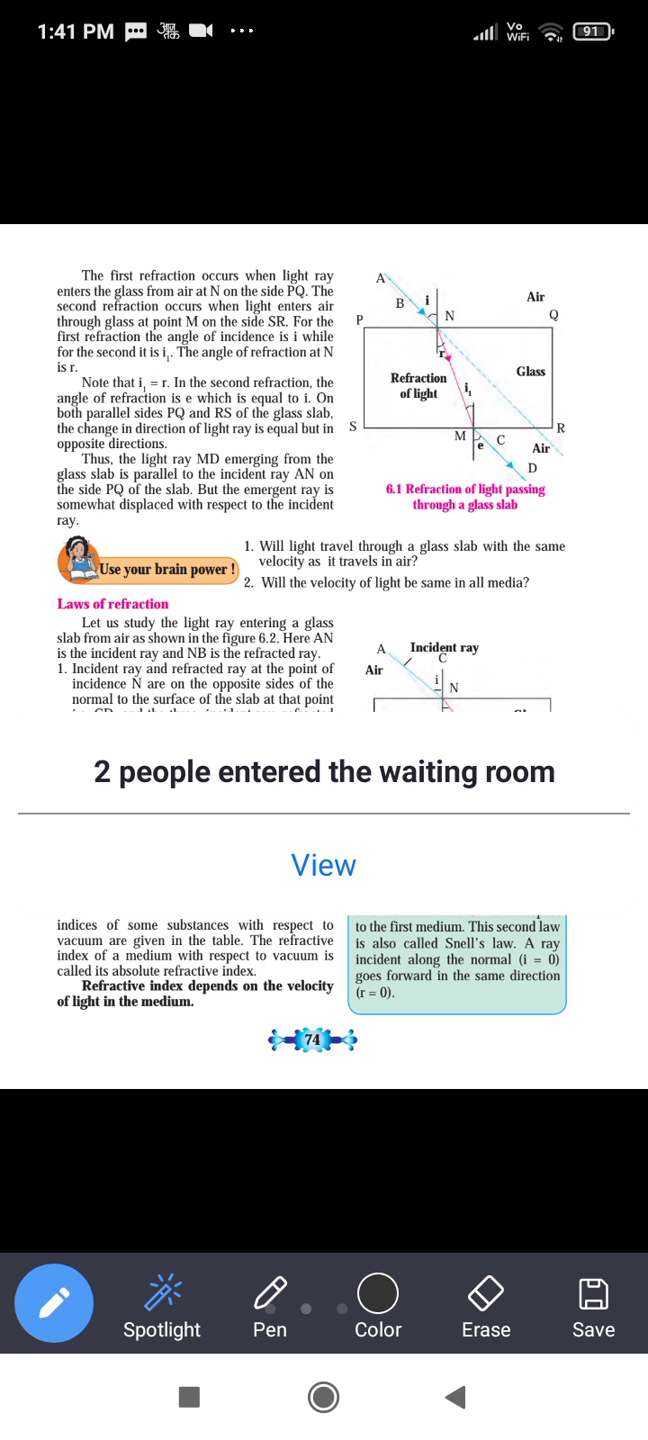 1:41 PM
आज
तक
Vo
WiFi
91
The first refraction occurs when light ray
enters the glass from air at N on the side PQ. The
second refraction occurs when light enters air
through glass at point M on the side SR. For the
first refraction the angle of incidence is i while
for the second it is i₁. The angle of refraction at N
is r.
Note that i₁ = r. In the second refraction, the
angle of refraction is e which is equal to i. On
both parallel sides PQ and RS of the glass slab,
the change in direction of light ray is equal but in
opposite directions.
Thus, the light ray MD emerging from the
glass slab is parallel to the incident ray AN on
the side PQ of the slab. But the emergent ray is
somewhat displaced with respect to the incident
ray.
A
B
i
N
Air
P
Q
r
Glass
Refraction
of light
i₁
S
R
M
e
C
Air
D
6.1 Refraction of light passing
through a glass slab
Use your brain power !
1. Will light travel through a glass slab with the same
velocity as it travels in air?
2. Will the velocity of light be same in all media?
Laws of refraction
Let us study the light ray entering a glass
slab from air as shown in the figure 6.2. Here AN
is the incident ray and NB is the refracted ray.
1. Incident ray and refracted ray at the point of
incidence N are on the opposite sides of the
normal to the surface of the slab at that point
A
Incident ray
C
Air
i
N
2 people entered the waiting room
View
indices of some substances with respect to
vacuum are given in the table. The refractive
index of a medium with respect to vacuum is
called its absolute refractive index.
Refractive index depends on the velocity
of light in the medium.
to the first medium. This second law
is also called Snell's law. A ray
incident along the normal (i = 0)
goes forward in the same direction
(r = 0).
74
Spotlight
Pen
Color
Erase
Save